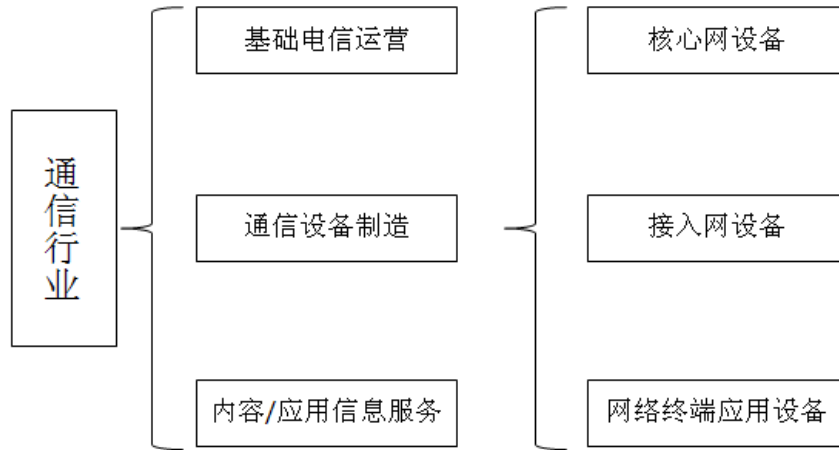 通信行业
基础电信运营
通信设备制造
内容/应用信息服务
核心网设备
接入网设备
网络终端应用设备